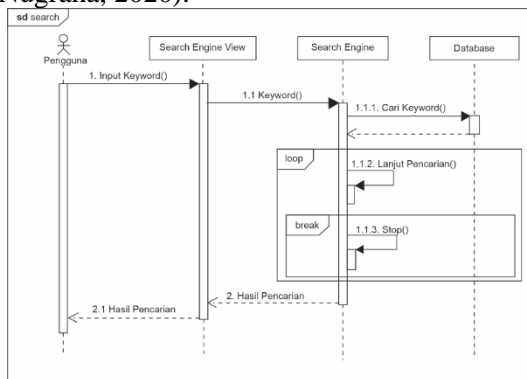 Nugraha, 2020).
sd search
Pengguna
Search Engine View
Search Engine
Database
1. Input Keyword()
1.1 Keyword()
1.1.1. Cari Keyword()
loop
1.1.2. Lanjut Pencarian()
break
1.1.3. Stop()
2. Hasil Pencarian
2.1 Hasil Pencarian